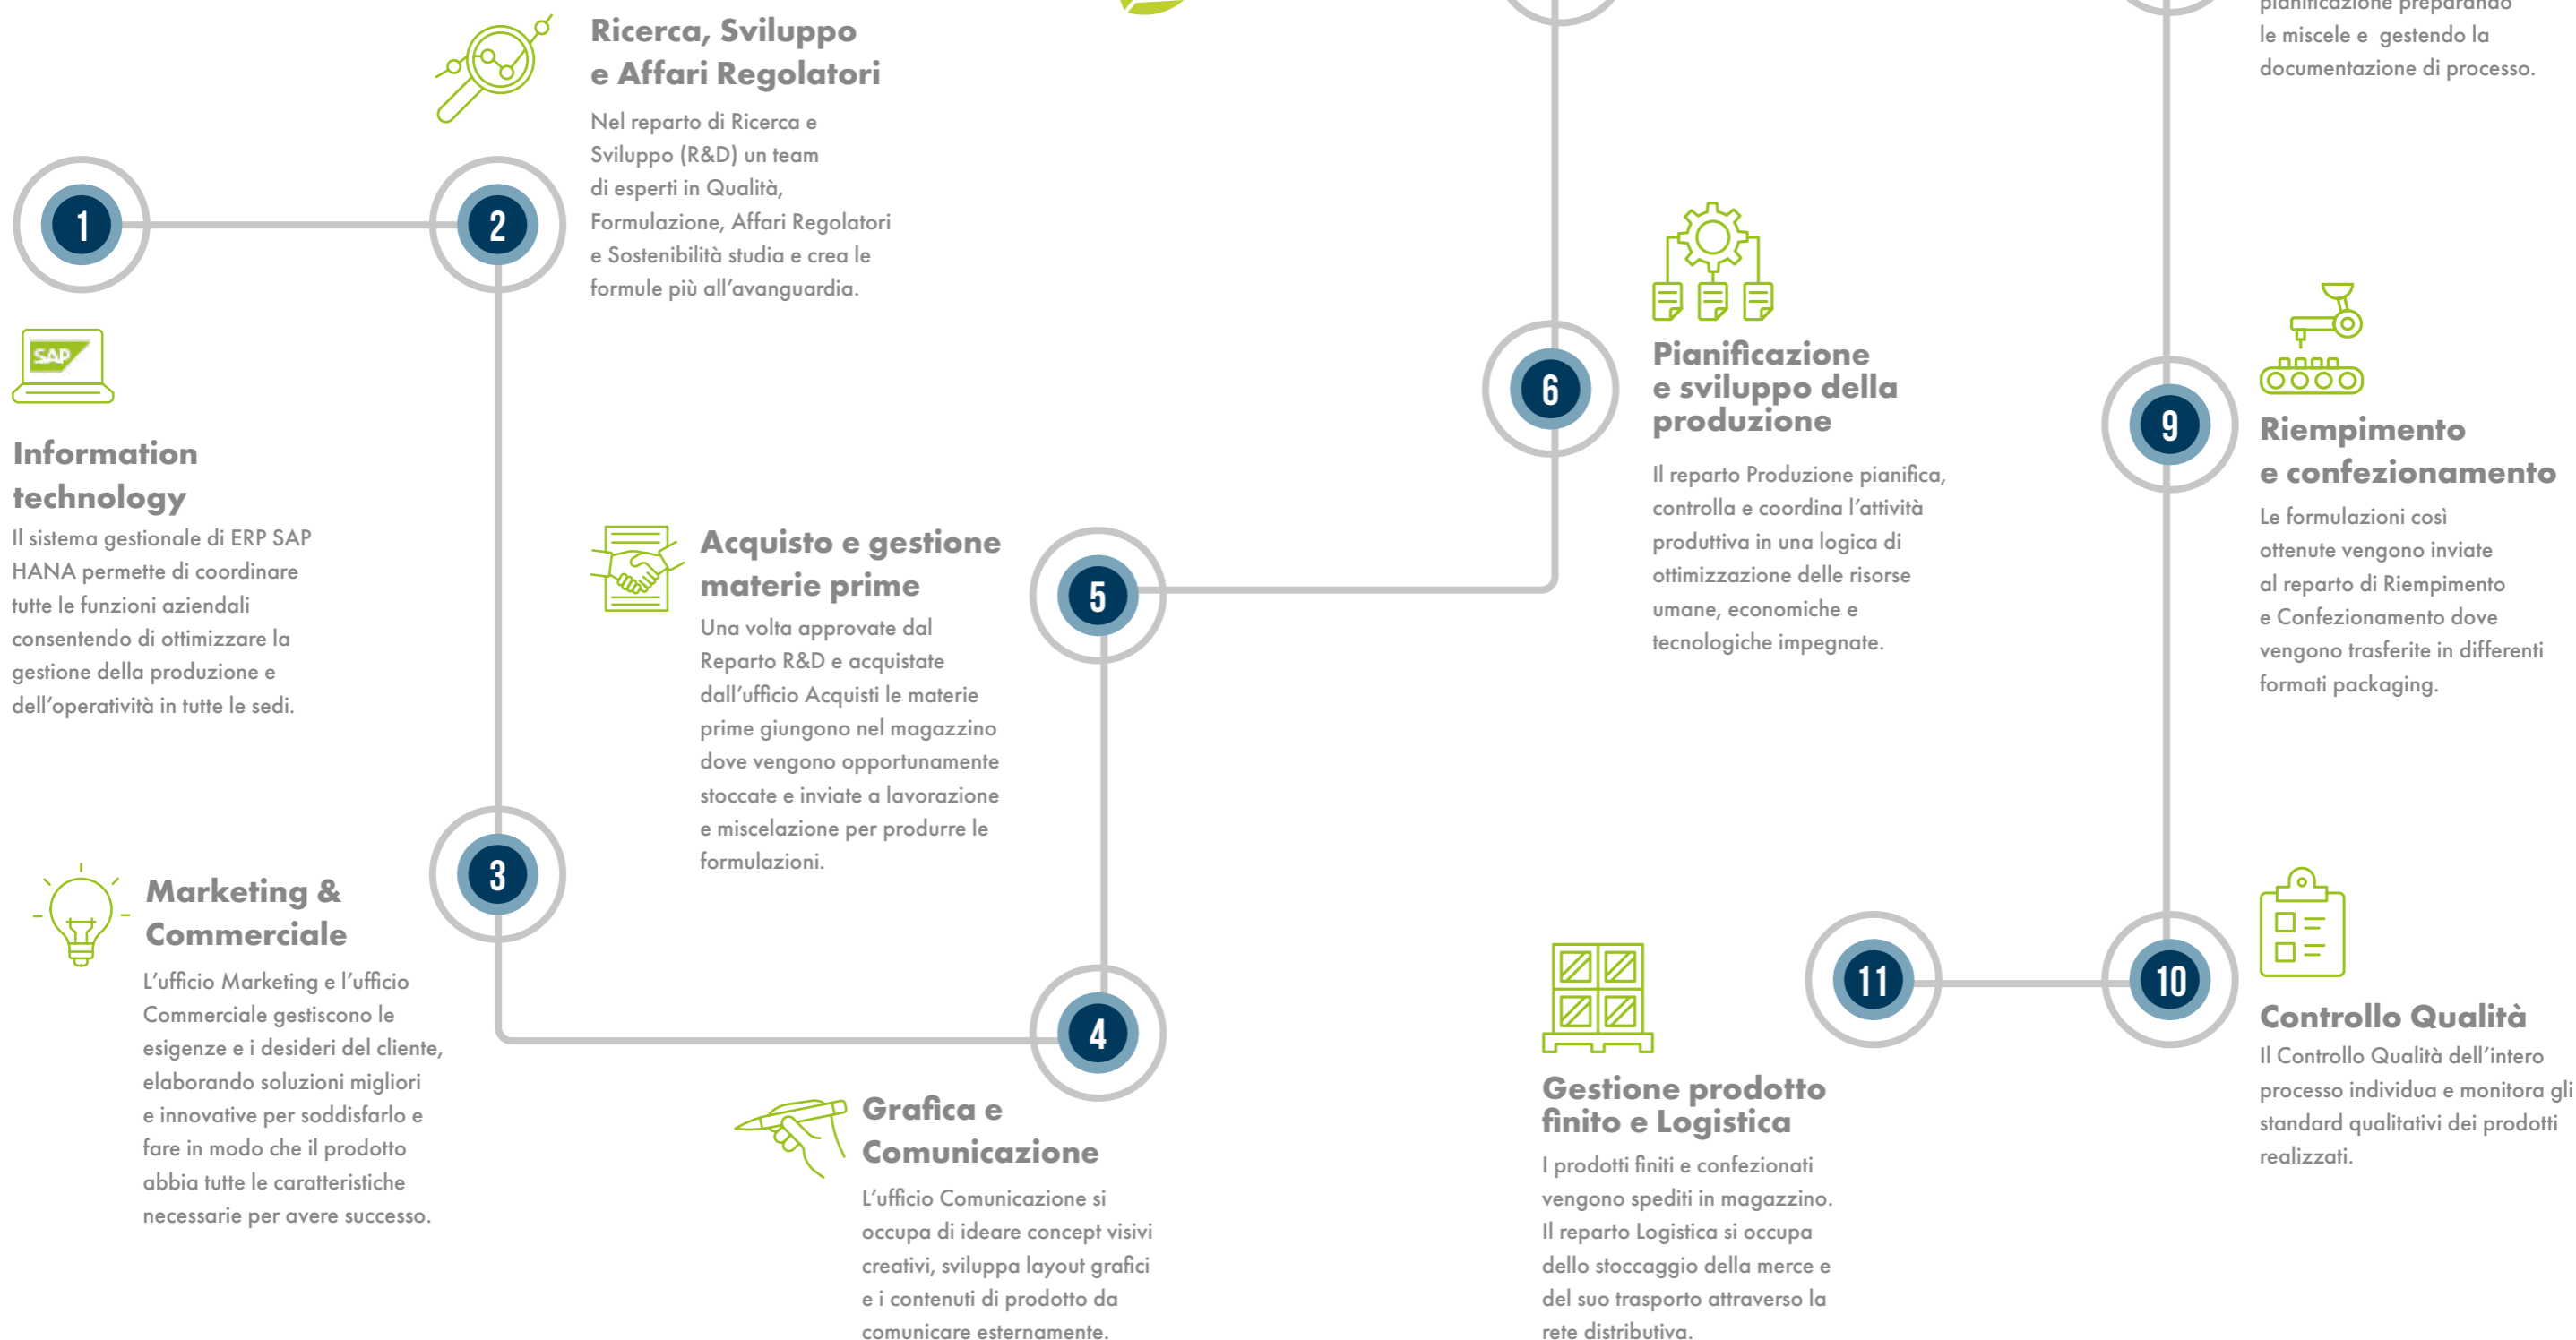 1
SAP
Information
technology
Il sistema gestionale di ERP SAP
HANA permette di coordinare
tutte le funzioni aziendali
consentendo di ottimizzare la
gestione della produzione e
dell’operatività in tutte le sedi.
2
Ricerca, Sviluppo
e Affari Regolatori
Nel reparto di Ricerca e
Sviluppo (R&D) un team
di esperti in Qualità,
Formulazione, Affari Regolatori
e Sostenibilità studia e crea le
formule più all’avanguardia.
3
Marketing &
Commerciale
L’ufficio Marketing e l’ufficio
Commerciale gestiscono le
esigenze e i desideri del cliente,
elaborando soluzioni migliori
e innovative per soddisfarlo e
fare in modo che il prodotto
abbia tutte le caratteristiche
necessarie per avere successo.
4
Grafica e
Comunicazione
L’ufficio Comunicazione si
occupa di ideare concept visivi
creativi, sviluppa layout grafici
e i contenuti di prodotto da
comunicare esternamente.
5
Acquisto e gestione
materie prime
Una volta approvate dal
Reparto R&D e acquistate
dall’ufficio Acquisti le materie
prime giungono nel magazzino
dove vengono opportunamente
stoccate e inviate a lavorazione
e miscelazione per produrre le
formulazioni.
6
Pianificazione
e sviluppo della
produzione
Il reparto Produzione pianifica,
controlla e coordina l’attività
produttiva in una logica di
ottimizzazione delle risorse
umane, economiche e
tecnologiche impegnate.
pianificazione preparando
le miscele e gestendo la
documentazione di processo.
9
Riempimento
e confezionamento
Le formulazioni così
ottenute vengono inviate
al reparto di Riempimento
e Confezionamento dove
vengono trasferite in differenti
formati packaging.
10
Controllo Qualità
Il Controllo Qualità dell’intero
processo individua e monitora gli
standard qualitativi dei prodotti
realizzati.
11
Gestione prodotto
finito e Logistica
I prodotti finiti e confezionati
vengono spediti in magazzino.
Il reparto Logistica si occupa
dello stoccaggio della merce e
del suo trasporto attraverso la
rete distributiva.